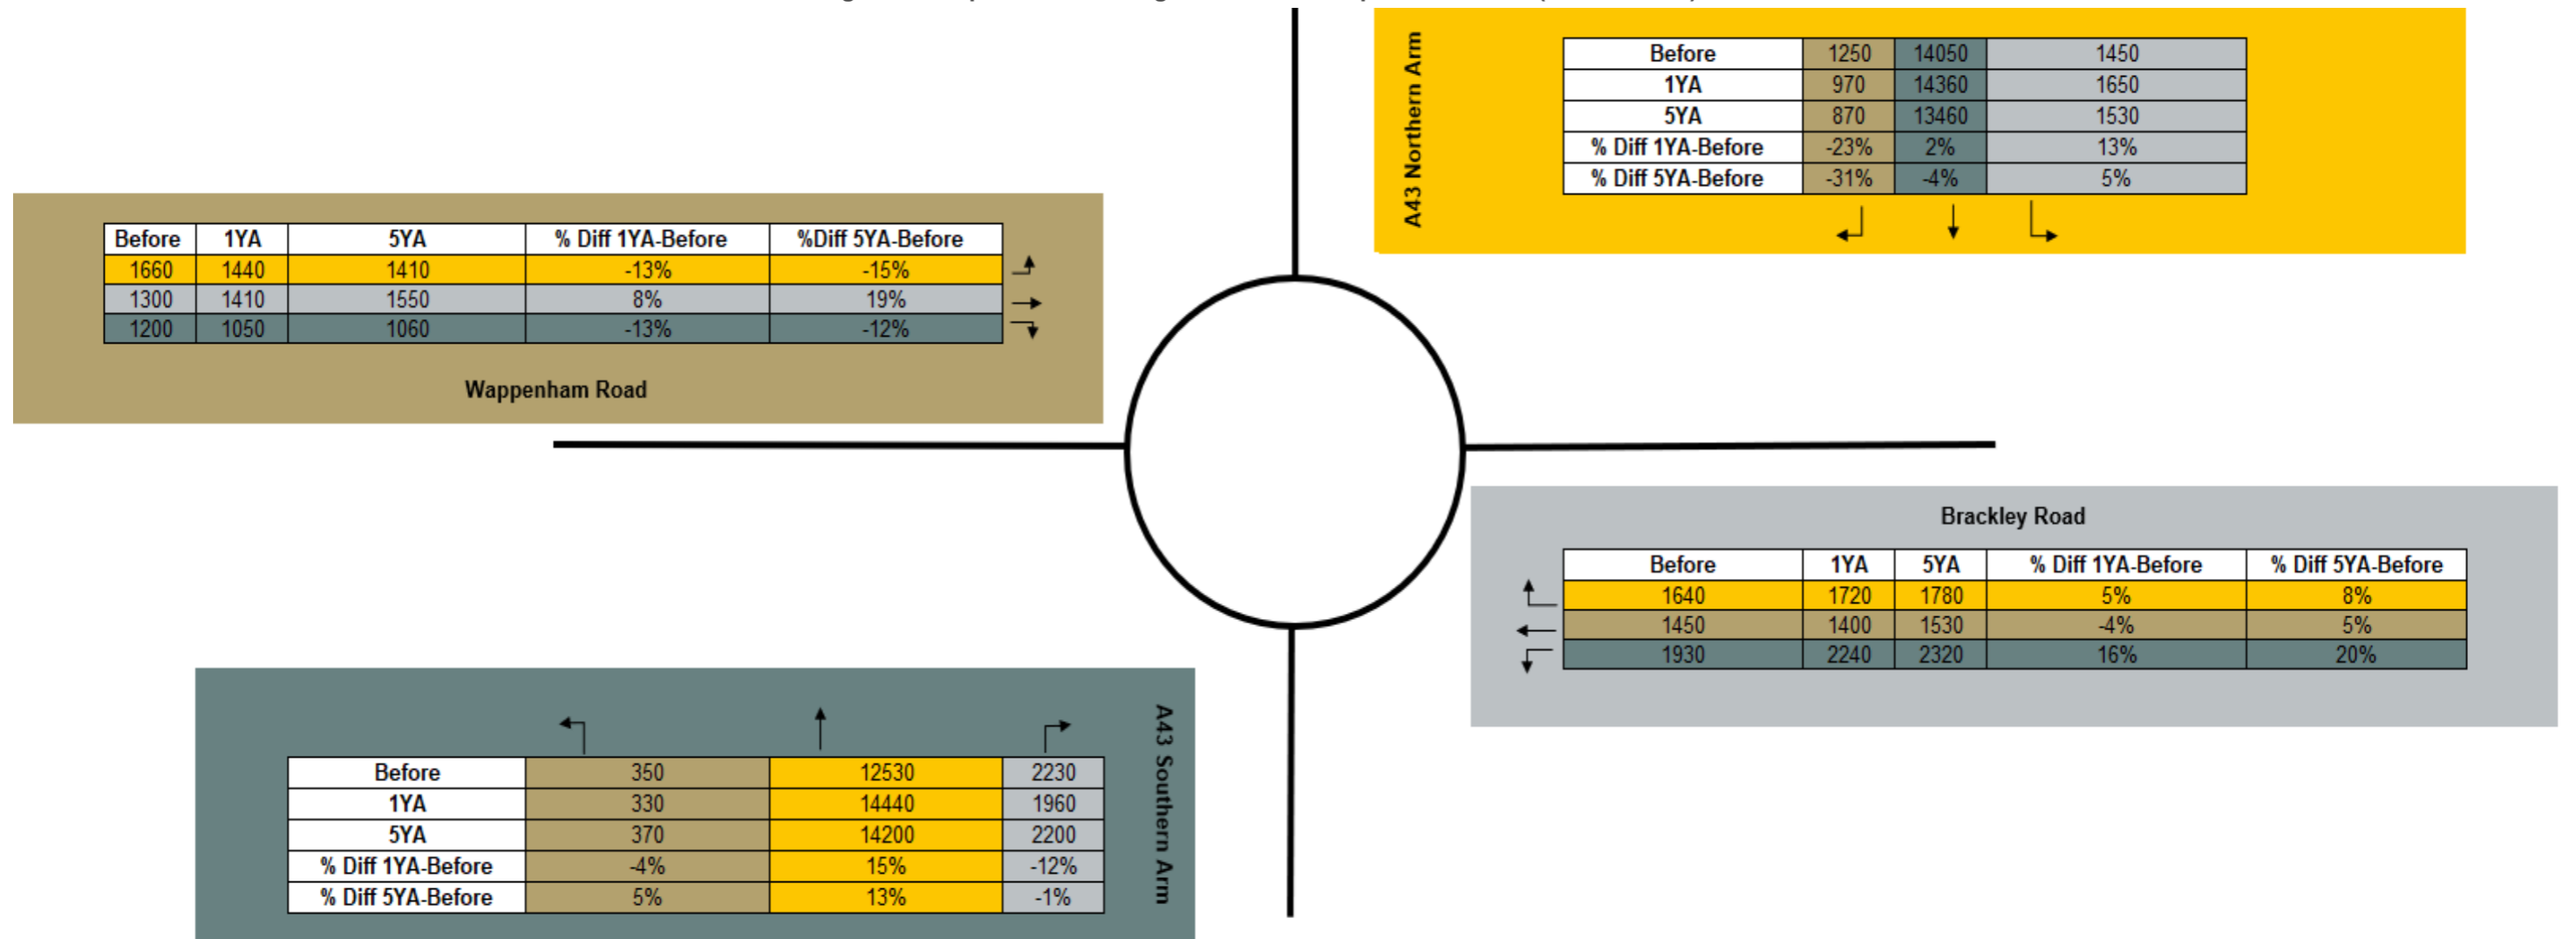 A43 Northern Arm
Before 1250 14050 1450
1YA 970 14360 1650
5YA 870 13460 1530
% Diff 1YA-Before -23% 2% 13%
% Diff 5YA-Before -31% -4% 5%
Before 1YA 5YA % Diff 1YA-Before %Diff 5YA-Before
1660 1440 1410 -13% -15%
1300 1410 1550 8% 19%
1200 1050 1060 -13% -12%
Wappenham Road
Brackley Road
Before 1YA 5YA % Diff 1YA-Before % Diff 5YA-Before
1640 1720 1780 5% 8%
1450 1400 1530 -4% 5%
1930 2240 2320 16% 20%
A43 Southern Arm
Before 350 12530 2230
1YA 330 14440 1960
5YA 370 14200 2200
% Diff 1YA-Before -4% 15% -12%
% Diff 5YA-Before 5% 13% -1%